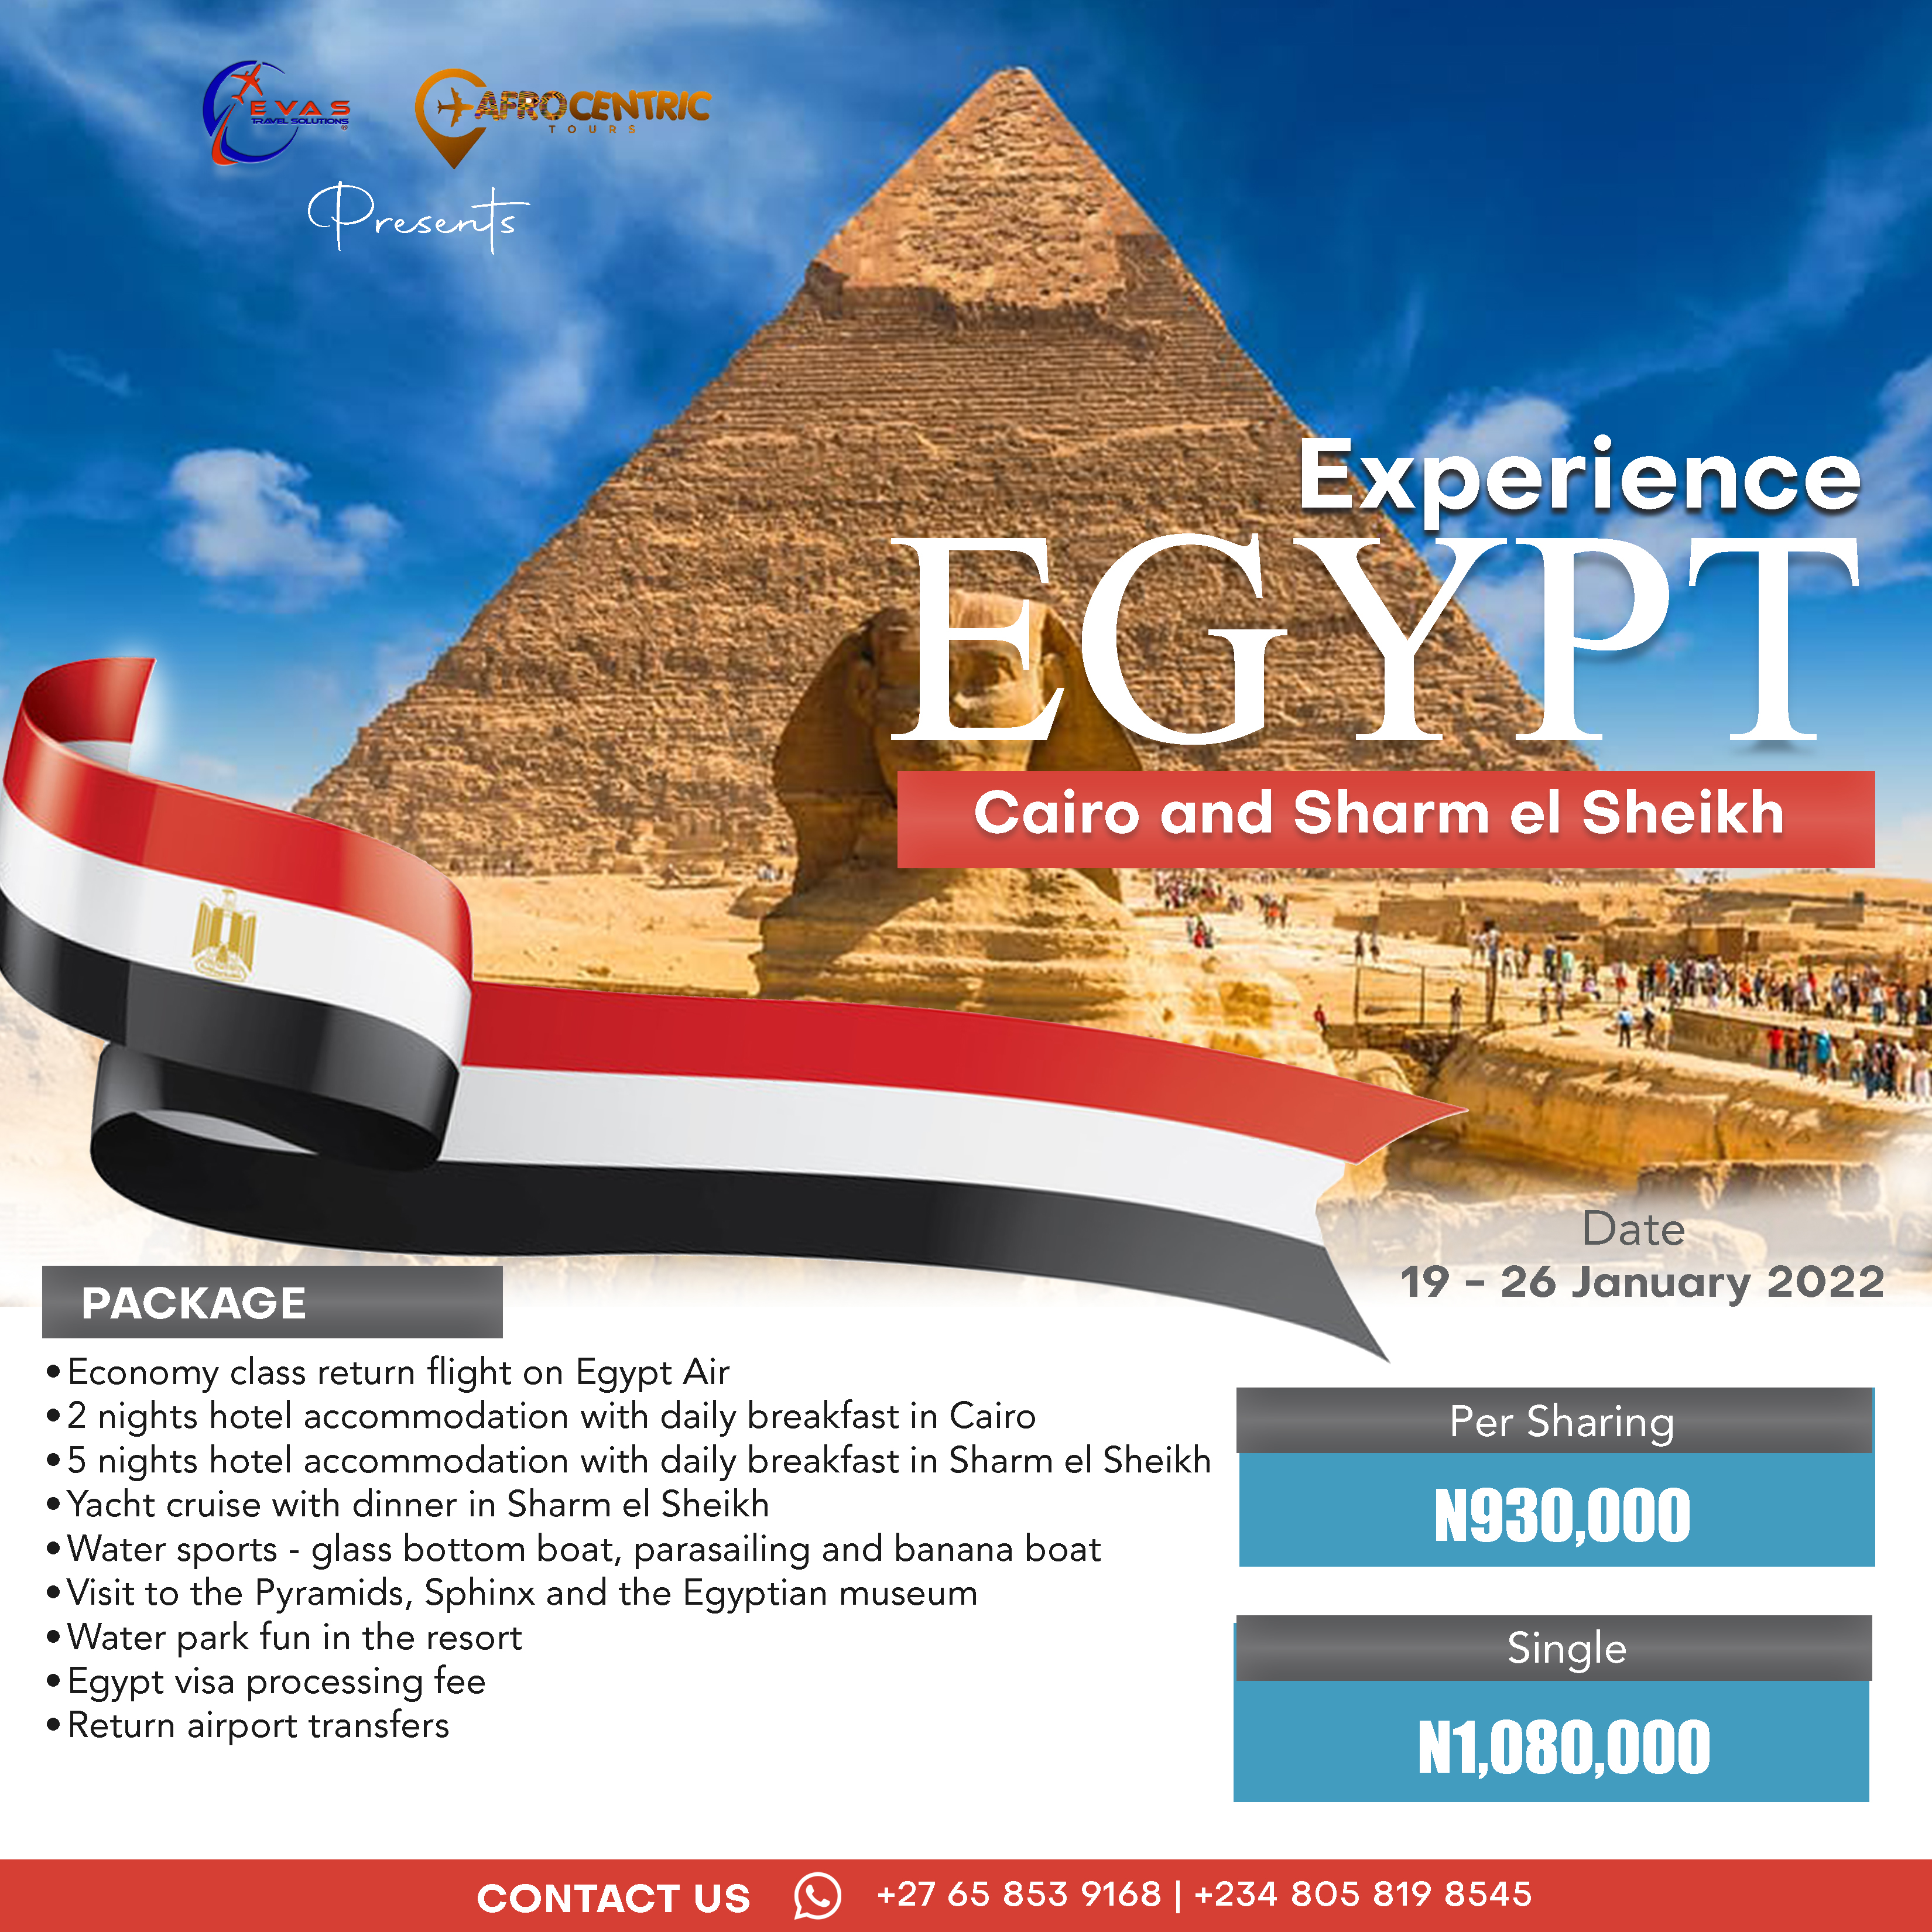 EVAS
TRAVEL SOLUTIONS
AFROCENTRIC
TOURS
Presents
Experience
EGYPT
Cairo and Sharm el Sheikh
Date
19 – 26 January 2022
PACKAGE
•Economy class return flight on Egypt Air
•2 nights hotel accommodation with daily breakfast in Cairo
•5 nights hotel accommodation with daily breakfast in Sharm el Sheikh
•Yacht cruise with dinner in Sharm el Sheikh
•Water sports - glass bottom boat, parasailing and banana boat
•Visit to the Pyramids, Sphinx and the Egyptian museum
•Water park fun in the resort
•Egypt visa processing fee
•Return airport transfers
Per Sharing
N930,000
Single
N1,080,000
CONTACT US +27 65 853 9168 | +234 805 819 8545